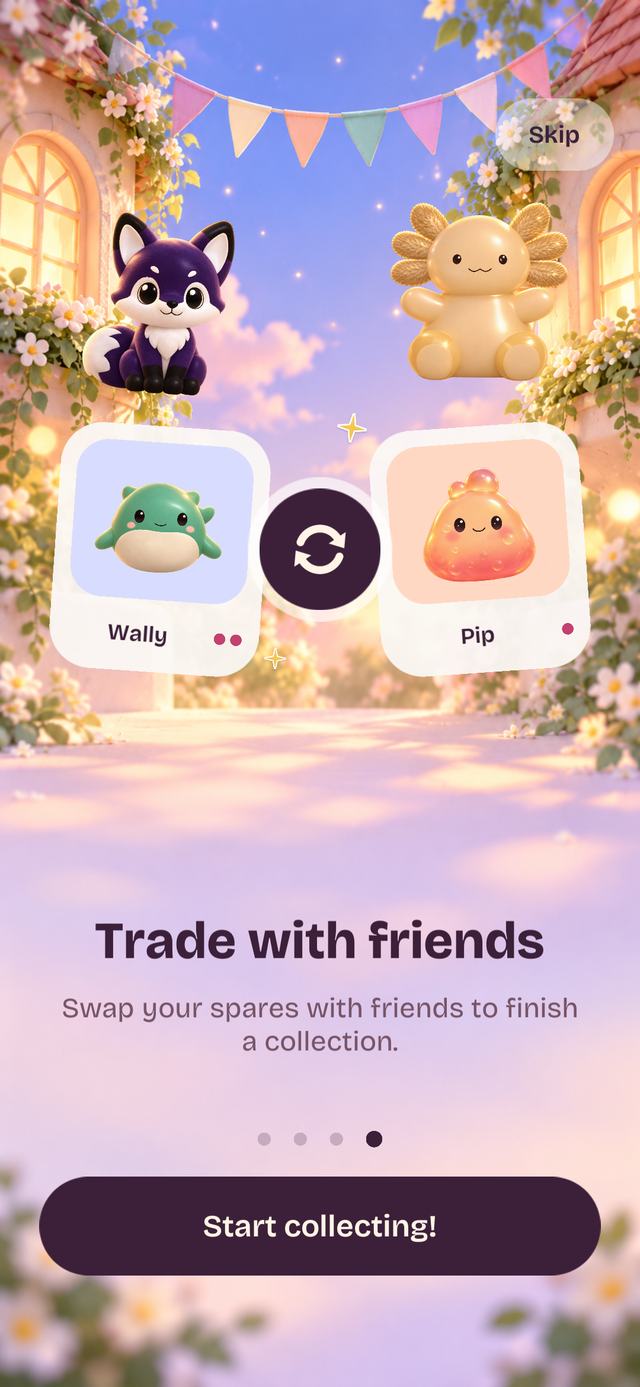 Skip
Wally
Pip
Trade with friends
Swap your spares with friends to finish
a collection.
Start collecting!